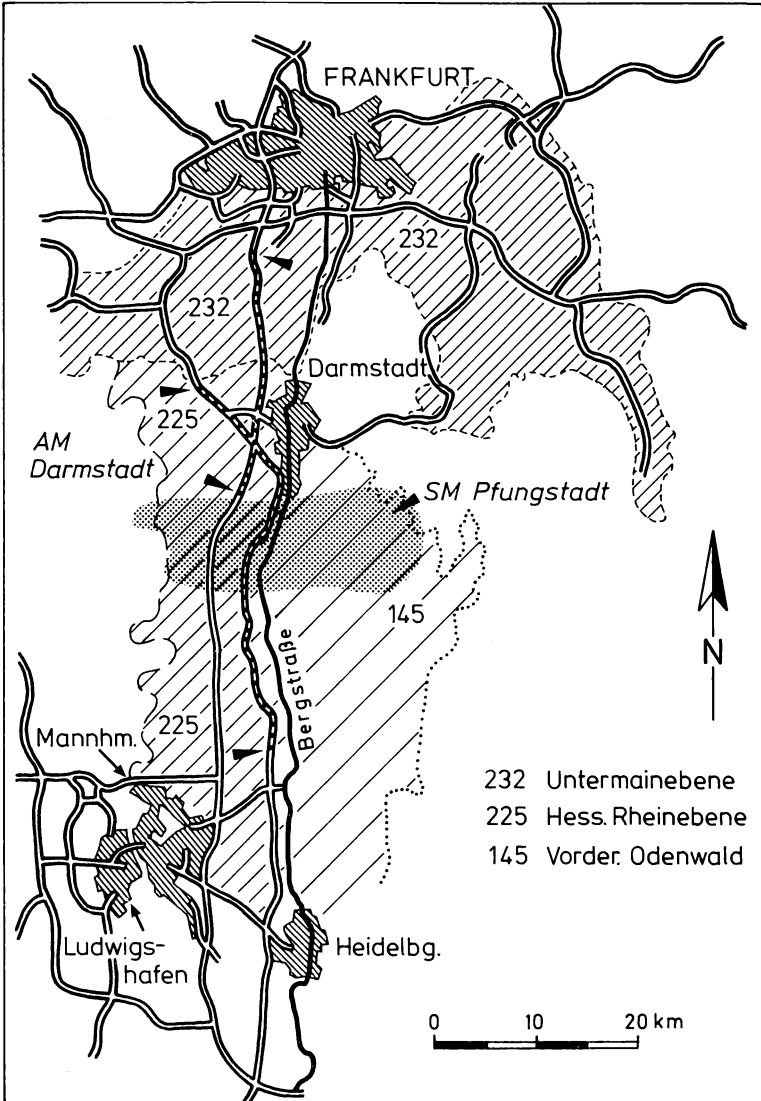 FRANKFURT
232
232
Darmstadt
225
AM
Darmstadt
SM Pfungstadt
145
Bergstraße
N
225
Mannhm.
232 Untermainebene
225 Hess. Rheinebene
145 Vorder. Odenwald
Ludwigs-
hafen
Heidelbg.
0 10 20 km